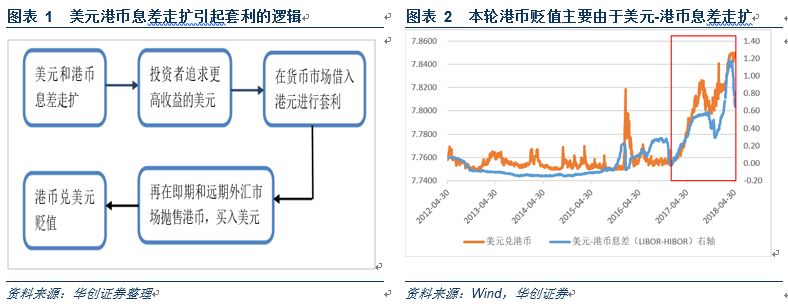 图表 1 美元港币息差走扩引起套利的逻辑
美元和港币
息差走扩
投资者追求更
高收益的美元
在货币市场借入
港元进行套利
再在即期和远期外汇市
场抛售港币，买入美元
港币兑美元
贬值
资料来源：华创证券整理
图表 2 本轮港币贬值主要由于美元-港币息差走扩
7.8600
7.8400
7.8200
7.8000
7.7800
7.7600
7.7400
1.40
1.20
1.00
0.80
0.60
0.40
0.20
0.00
-0.20
2012-04-30
2013-04-30
2014-04-30
2015-04-30
2016-04-30
2017-04-30
2018-04-30
美元兑港币
美元-港币息差（LIBOR-HIBOR）右轴
资料来源：Wind，华创证券